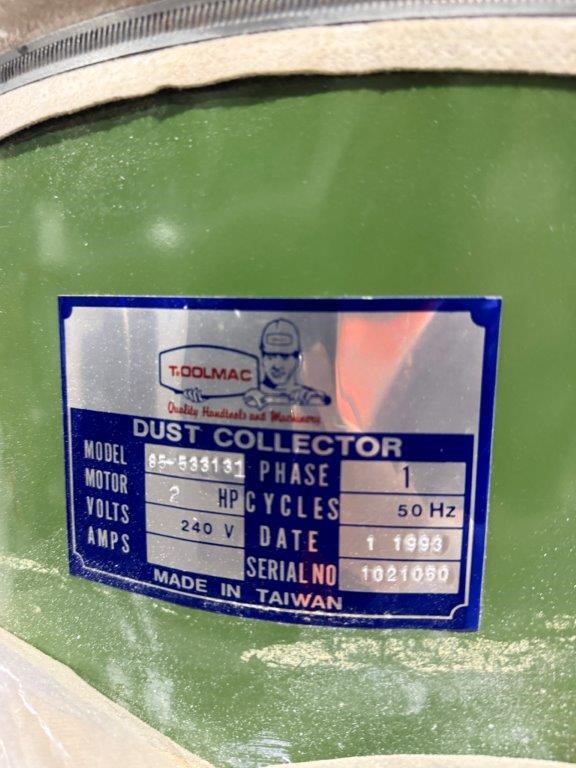 TOOLMAC
Quality Handtools and Machinery
DUST COLLECTOR
MODEL 85-533131 PHASE 1
MOTOR 2 HP CYCLES 50 Hz
VOLTS 240 V DATE 1 1993
AMPS SERIAL NO 1021060
MADE IN TAIWAN